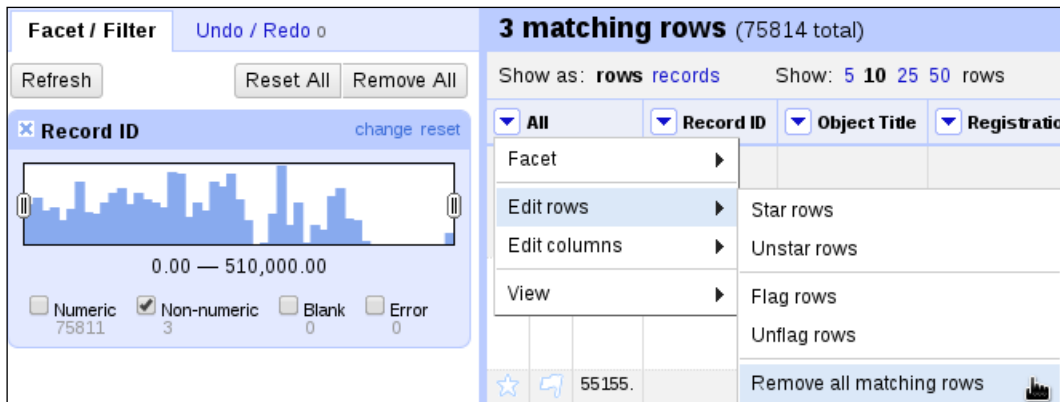 Facet / Filter Undo / Redo 0
Refresh Reset All Remove All
Record ID change reset
0.00 — 510,000.00
Numeric Non-numeric Blank Error
75811 3 0 0
3 matching rows (75814 total)
Show as: rows records Show: 5 10 25 50 rows
All Record ID Object Title
Facet
Edit rows
Edit columns
View
Star rows
Unstar rows
Flag rows
Unflag rows
Remove all matching rows
55155.